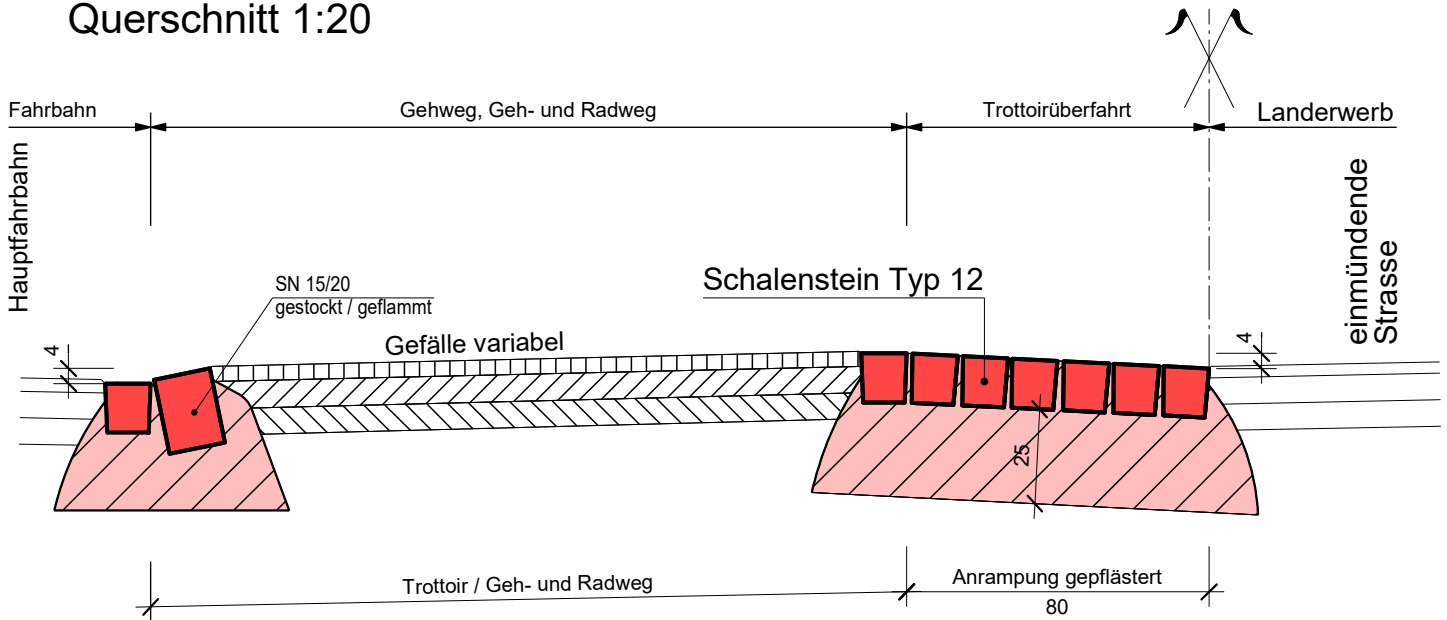 Querschnitt 1:20
Fahrbahn
Gehweg, Geh- und Radweg
Trottoirüberfahrt
Landerwerb
Hauptfahrbahn
einmündende
Strasse
SN 15/20
gestockt / geflammt
Schalenstein Typ 12
Gefälle variabel
4
4
25
Trottoir / Geh- und Radweg
Anrampung gepflästert
80